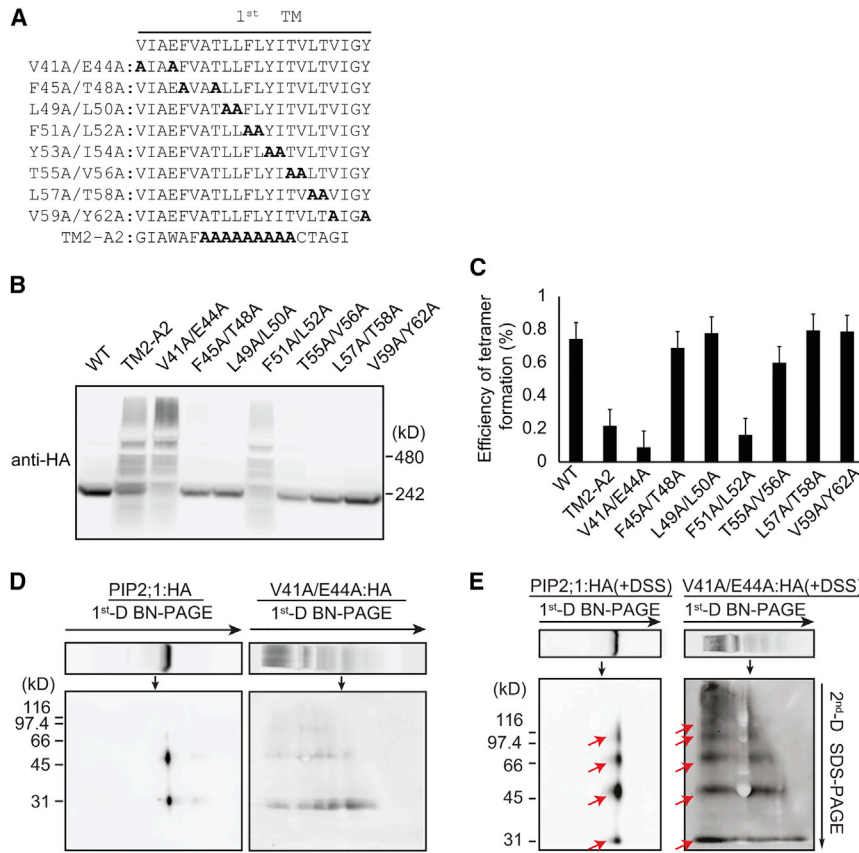 A
1st TM
VIAEFVATLLFLYITVLTVIGY
V41A/E44A:AIAAFVATLLFLYITVLTVIGY
F45A/T48A:VIAEAVAALLFLYITVLTVIGY
L49A/L50A:VIAEFVATAAFLYITVLTVIGY
F51A/L52A:VIAEFVATLLAAYITVLTVIGY
Y53A/I54A:VIAEFVATLLFLAATVLTVIGY
T55A/V56A:VIAEFVATLLFLYIAALTVIGY
L57A/T58A:VIAEFVATLLFLYITVAAVIGY
V59A/Y62A:VIAEFVATLLFLYITVLTAIGA
TM2-A2:GIAWAFAAAAAAAAACTAGI
B
WT
TM2-A2
V41A/E44A
F45A/T48A
L49A/L50A
F51A/L52A
T55A/V56A
L57A/T58A
V59A/Y62A
anti-HA
(kD)
480
242
C
Efficiency of tetramer
formation (%)
1
0.8
0.6
0.4
0.2
0
WT
TM2-A2
V41A/E44A
F45A/T48A
L49A/L50A
F51A/L52A
T55A/V56A
L57A/T58A
V59A/Y62A
D
PIP2;1:HA
1st-D BN-PAGE
V41A/E44A:HA
1st-D BN-PAGE
(kD)
116
97.4
66
45
31
E
PIP2;1:HA(+DSS)
1st-D BN-PAGE
V41A/E44A:HA(+DSS)
1st-D BN-PAGE
(kD)
116
97.4
66
45
31
2nd-D SDS-PAGE